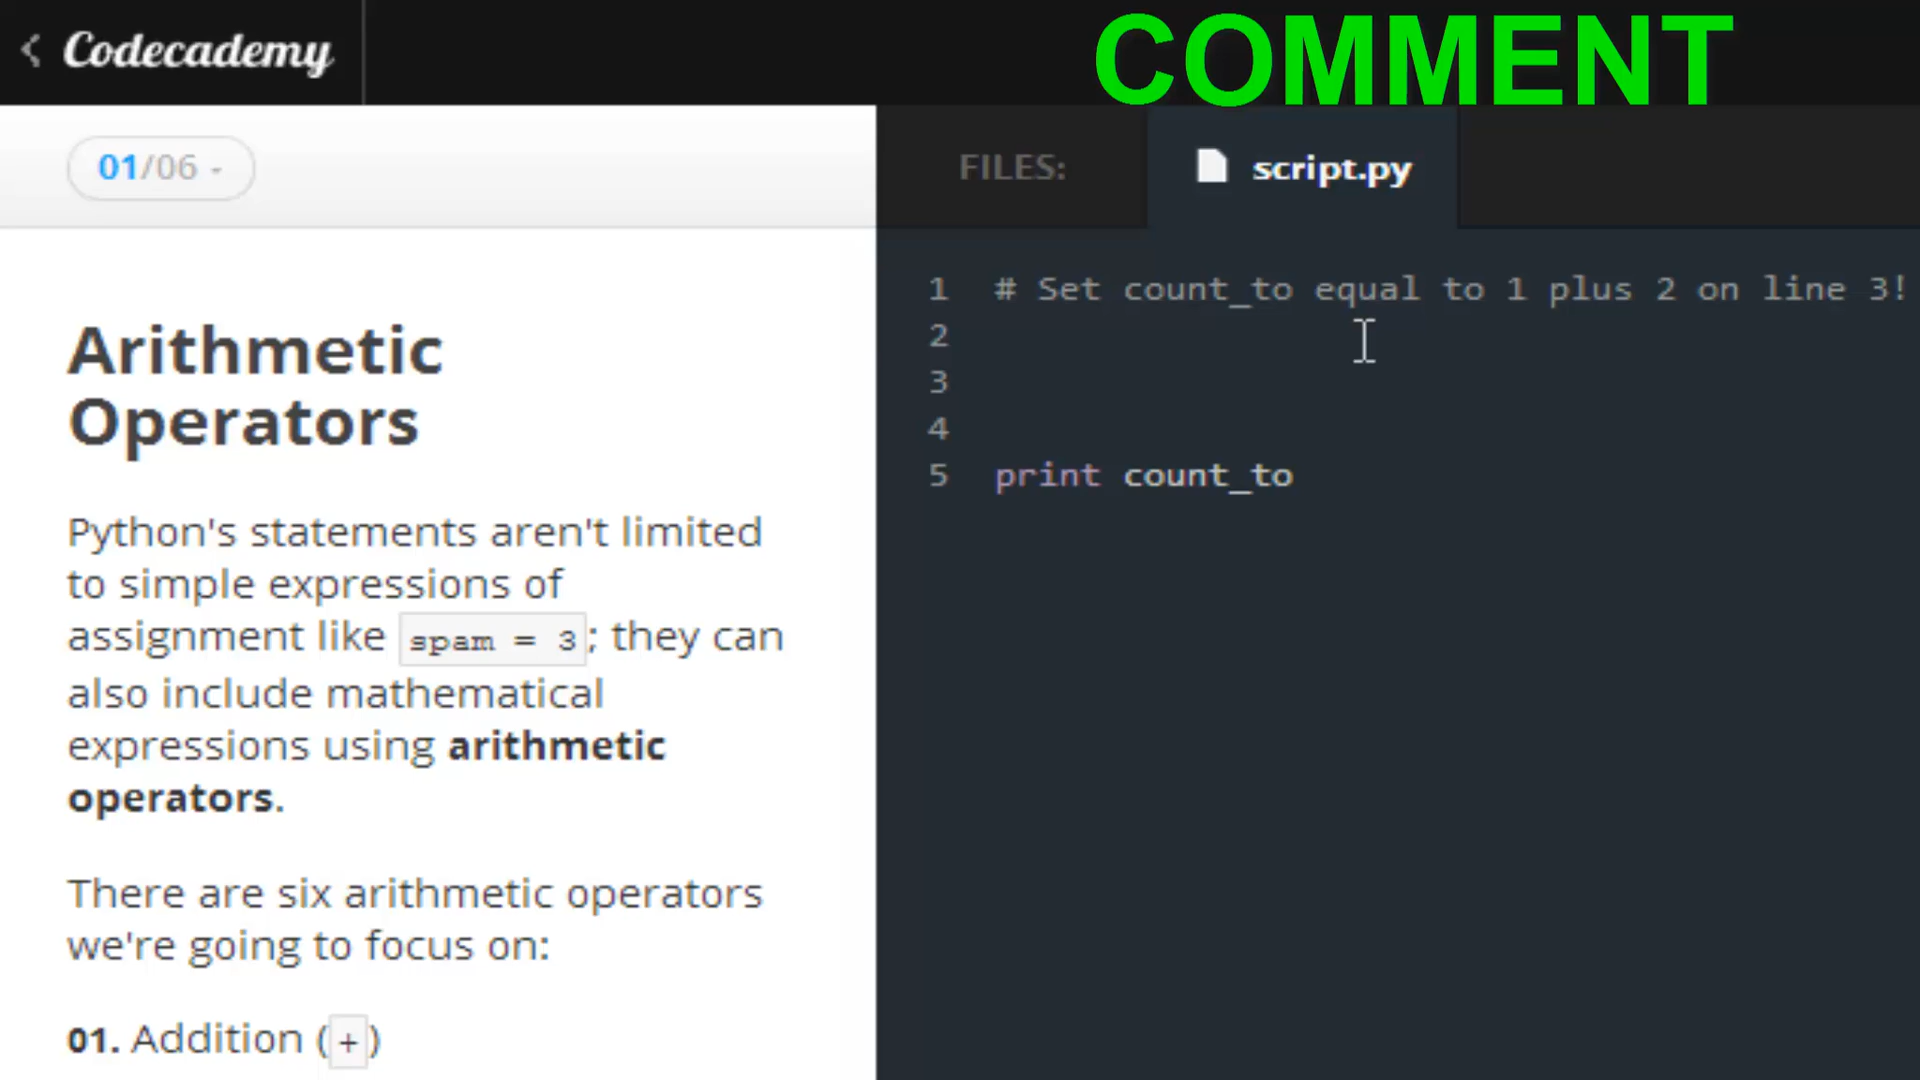 Codecademy
COMMENT
01/06
FILES:
script.py
Arithmetic
Operators
Python's statements aren't limited
to simple expressions of
assignment like spam = 3; they can
also include mathematical
expressions using arithmetic
operators.
There are six arithmetic operators
we're going to focus on:
01. Addition (+)
1 # Set count_to equal to 1 plus 2 on line 3!
2
3
4
5 print count_to